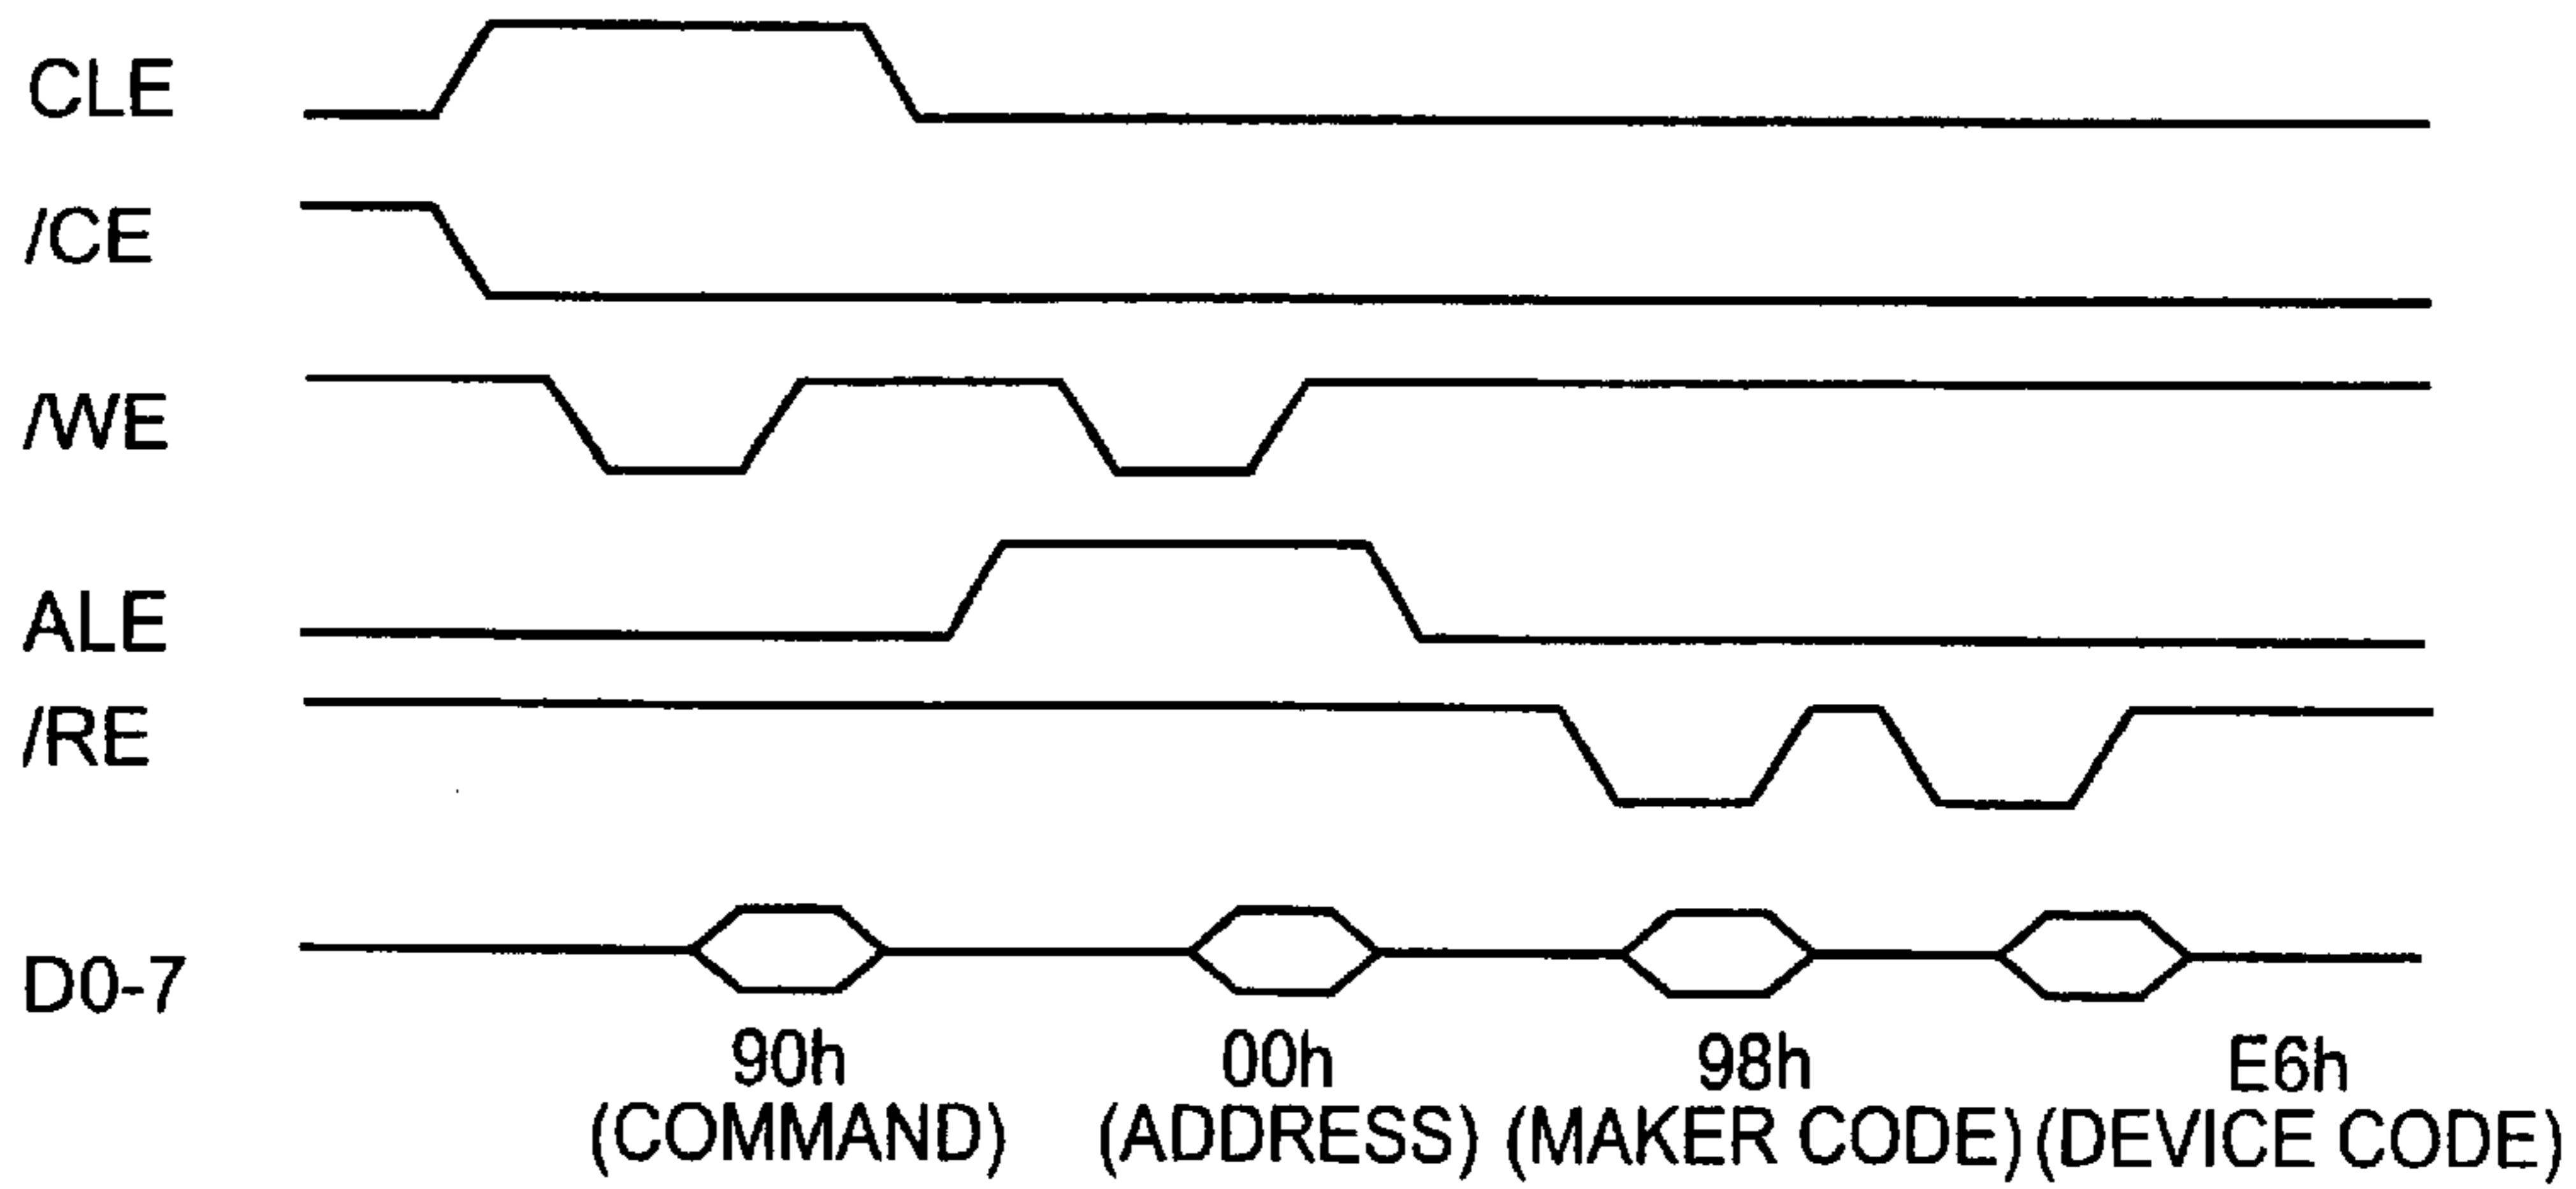 CLE
/CE
/WE
ALE
/RE
D0-7
90h 00h 98h E6h
(COMMAND) (ADDRESS) (MAKER CODE) (DEVICE CODE)